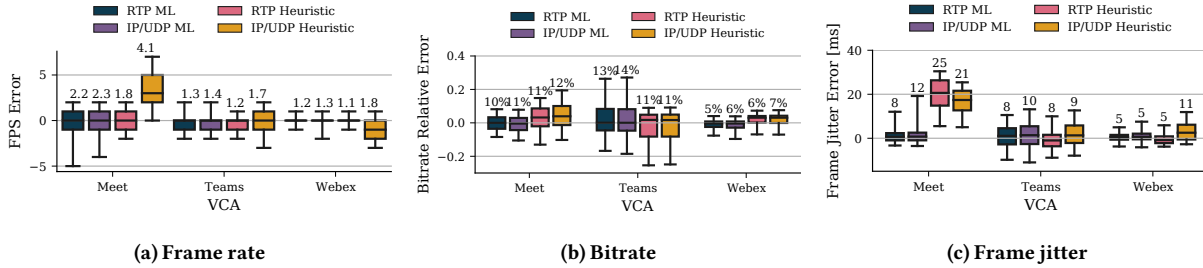 RTP ML
RTP Heuristic
IP/UDP ML
IP/UDP Heuristic
FPS Error
5
0
−5
2.2 2.3 1.8 4.1
1.3 1.4 1.2 1.7
1.2 1.3 1.1 1.8
Meet Teams Webex
VCA
(a) Frame rate
RTP ML
RTP Heuristic
IP/UDP ML
IP/UDP Heuristic
Bitrate Relative Error
0.4
0.2
0.0
−0.2
10% 11% 11% 12%
13% 14% 11% 11%
5% 6% 6% 7%
Meet Teams Webex
VCA
(b) Bitrate
RTP ML
RTP Heuristic
IP/UDP ML
IP/UDP Heuristic
Frame Jitter Error [ms]
40
20
0
8 12 25 21
8 10 8 9
5 5 5 11
Meet Teams Webex
VCA
(c) Frame jitter